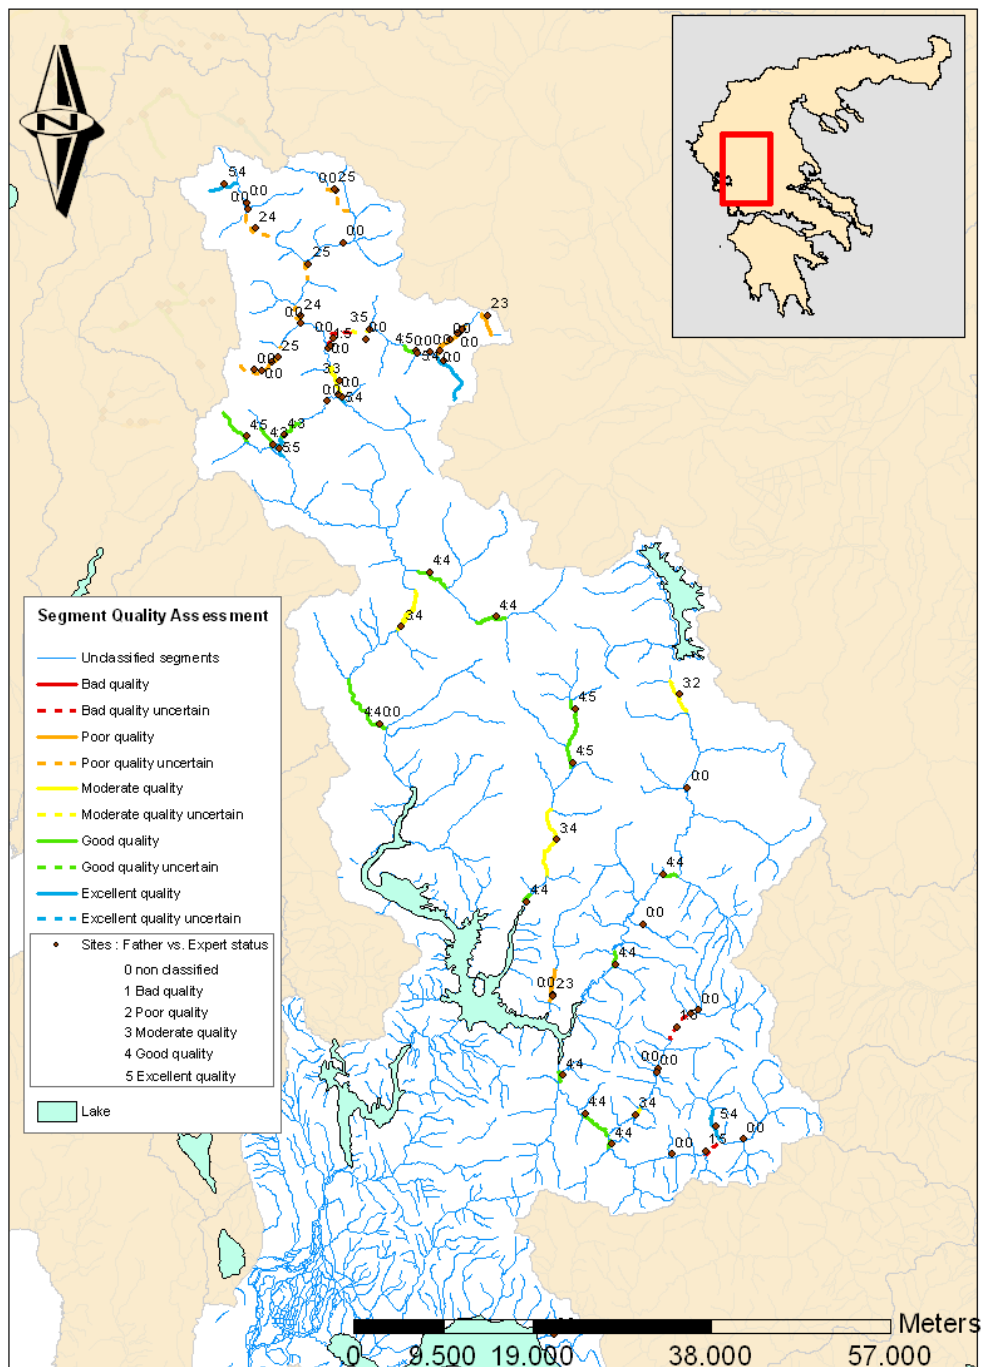 N
5:4
0:0
0:0
0:0
2:5
2:4
0:0
2:5
2:4
0:0
2:3
3:5
0:0
0:0
0:0
4:5
0:0
0:0
0:0
0:0
0:0
2:5
0:0
0:0
3:3
0:0
0:0
5:4
4:5
4:3
4:3
5:5
4:4
3:4
4:4
Segment Quality Assessment
Unclassified segments
Bad quality
Bad quality uncertain
Poor quality
Poor quality uncertain
Moderate quality
Moderate quality uncertain
Good quality
Good quality uncertain
Excellent quality
Excellent quality uncertain
Sites : Father vs. Expert status
0 non classified
1 Bad quality
2 Poor quality
3 Moderate quality
4 Good quality
5 Excellent quality
Lake
3:2
4:5
4:4
0:0
4:5
0:0
3:4
4:4
4:4
0:0
4:4
0:0
2:3
0:0
0:0
0:0
4:4
4:4
3:4
5:4
0:0
4:4
0:0
1:5
Meters
0
9.500
19.000
38.000
57.000